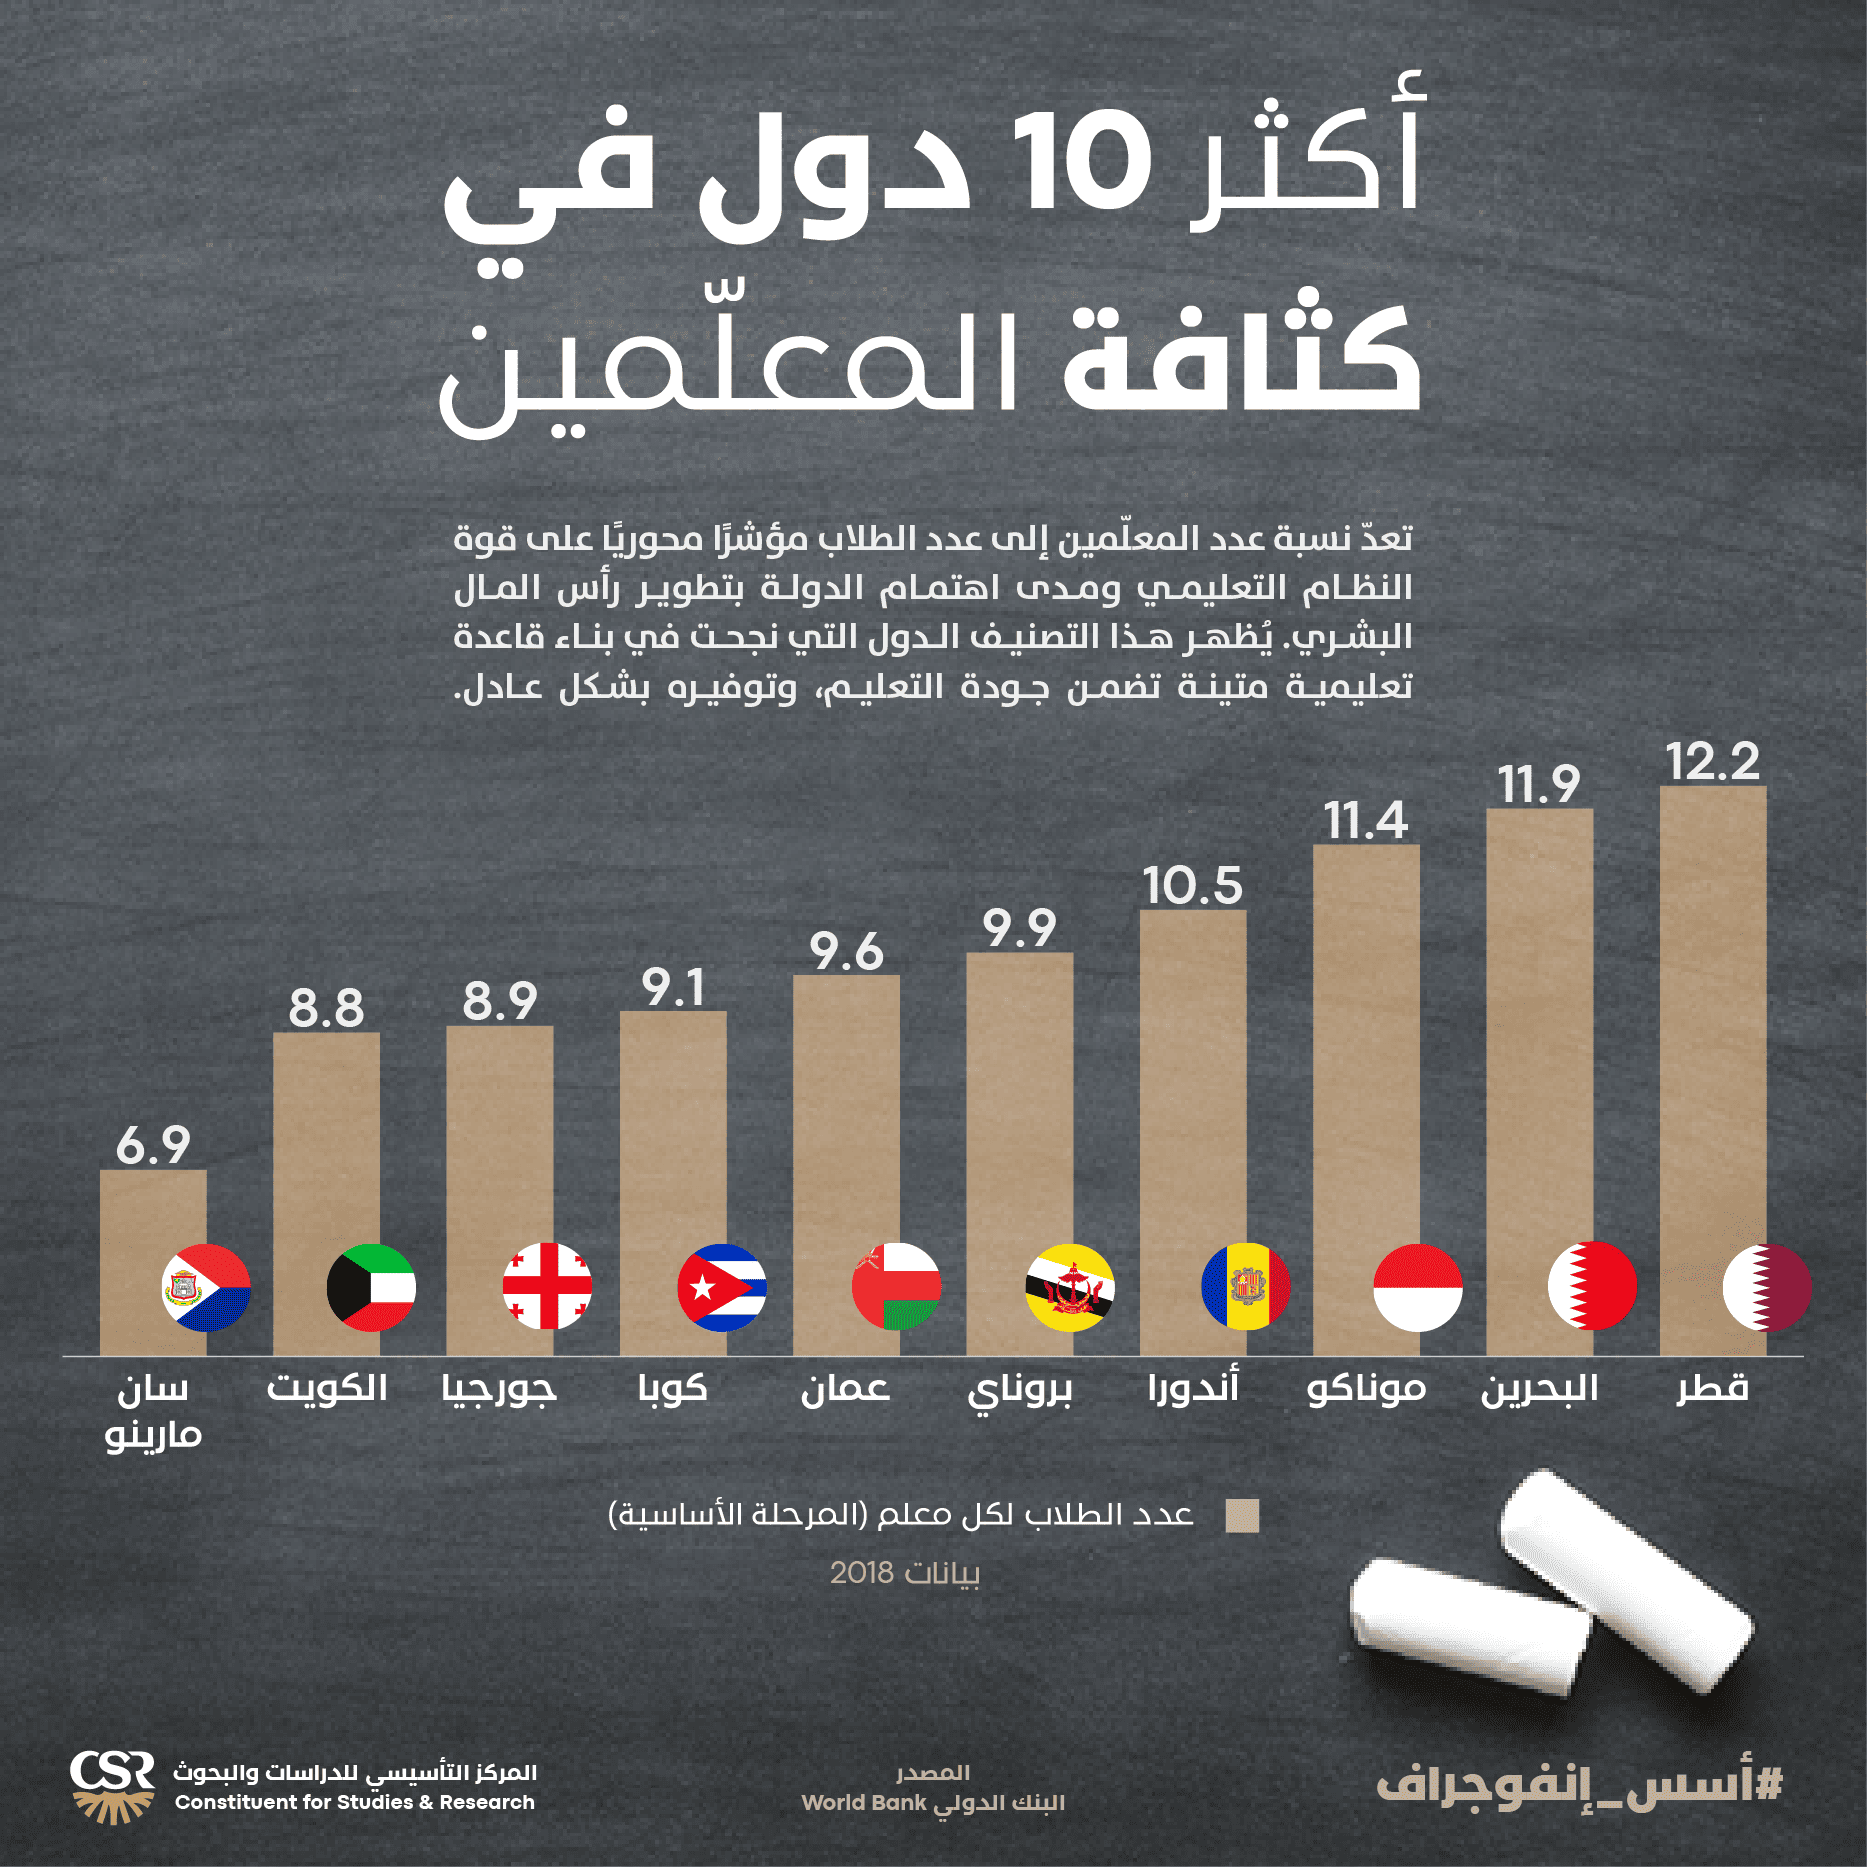 أكثر 10 دول في
كثافة المعلّمين
تعدّ نسبة عدد المعلّمين إلى عدد الطلاب مؤشرًا محوريًا على قوة
النظام التعليمي ومدى اهتمام الدولة بتطوير رأس المال
البشري. يُظهر هذا التصنيف الدول التي نجحت في بناء قاعدة
تعليمية متينة تضمن جودة التعليم، وتوفيره بشكل عادل.
12.2
11.9
11.4
10.5
9.9
9.6
9.1
8.9
8.8
6.9
قطر
البحرين
موناكو
أندورا
بروناي
عمان
كوبا
جورجيا
الكويت
سان
مارينو
عدد الطلاب لكل معلم (المرحلة الأساسية)
بيانات 2018
#أسس_إنفوجراف
المصدر
البنك الدولي World Bank
CSR
المركز التأسيسي للدراسات والبحوث
Constituent for Studies & Research